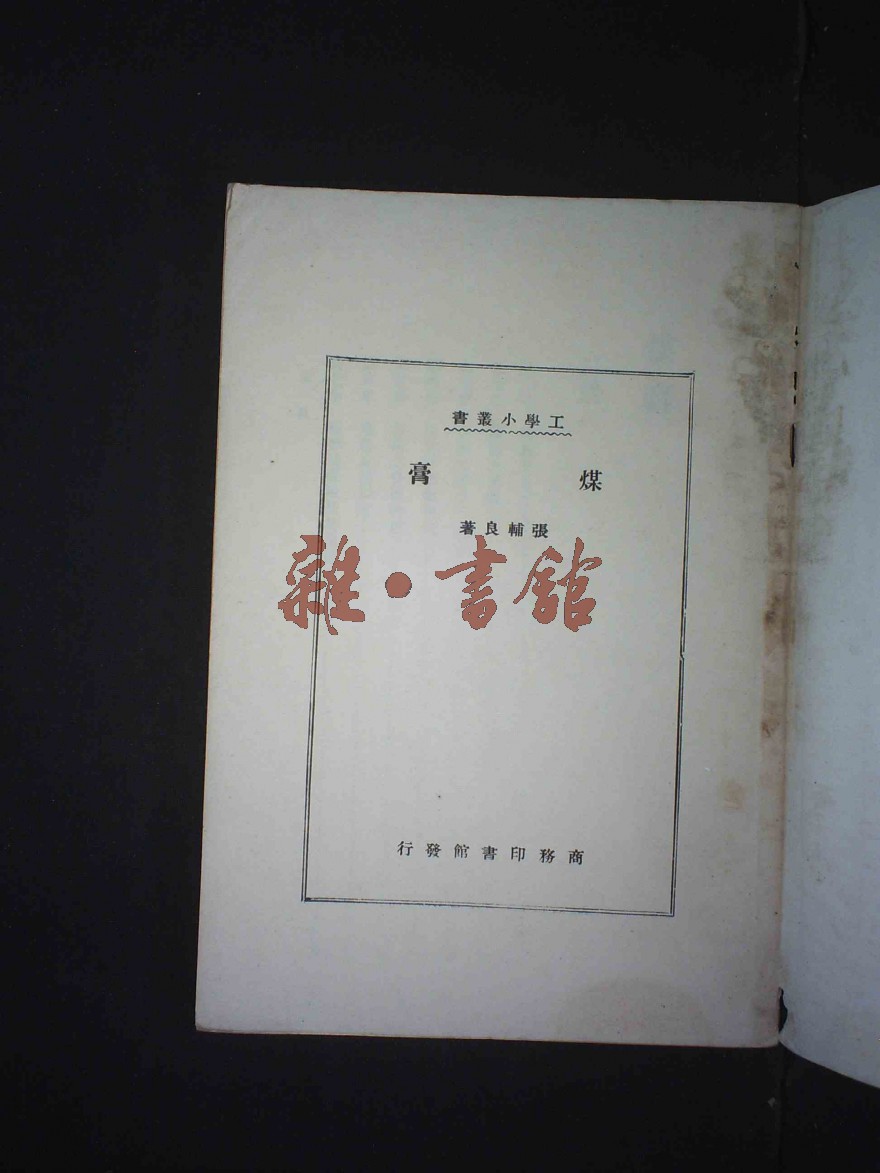 工學小叢書
煤膏
張輔良著
雜·書館
商務印書館發行